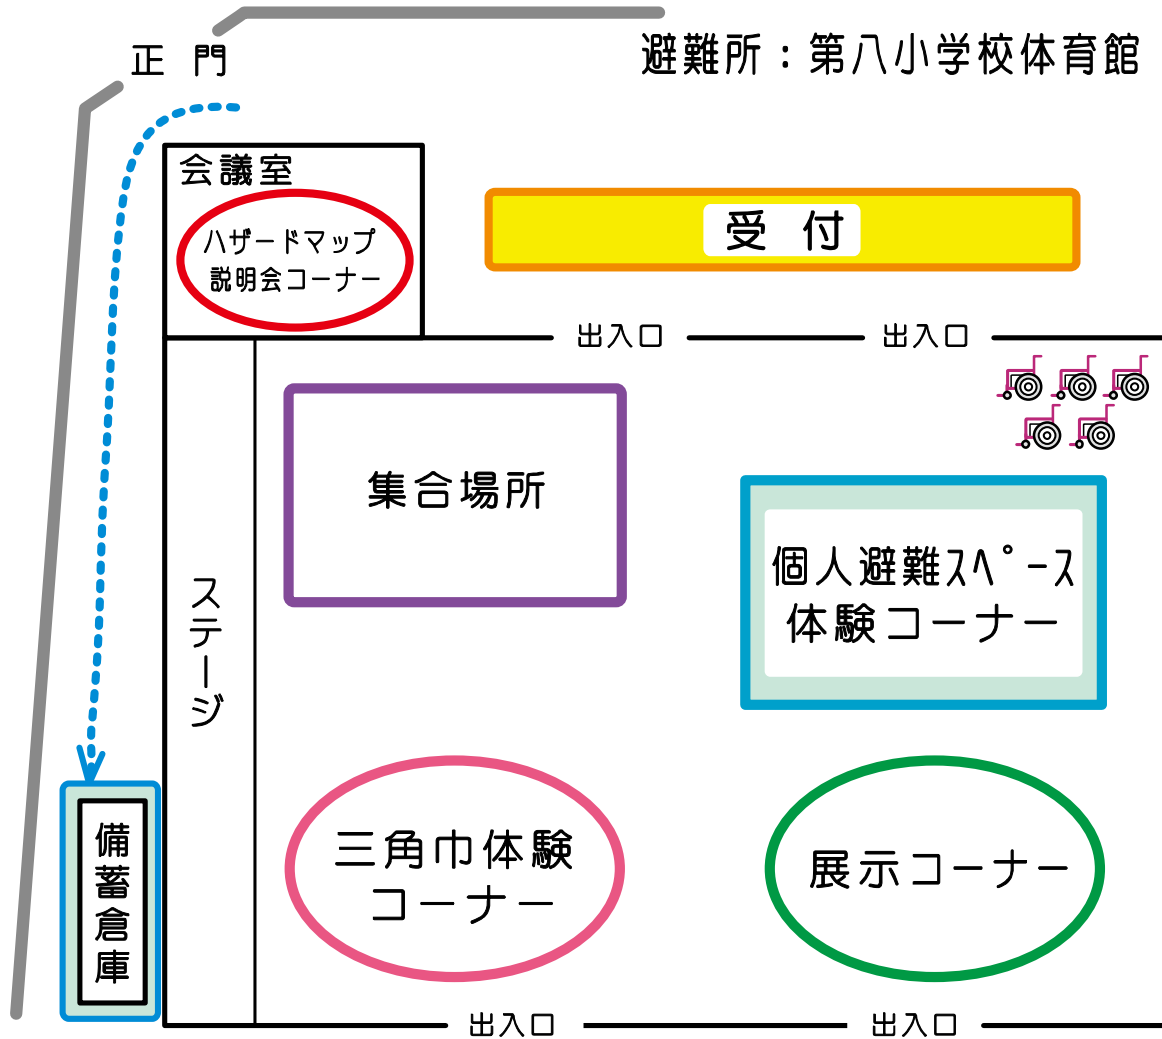 正門
避難所：第八小学校体育館
会議室
ハザードマップ
説明会コーナー
受付
出入口
出入口
集合場所
個人避難スペース
体験コーナー
ステージ
備蓄倉庫
三角巾体験
コーナー
展示コーナー
出入口
出入口